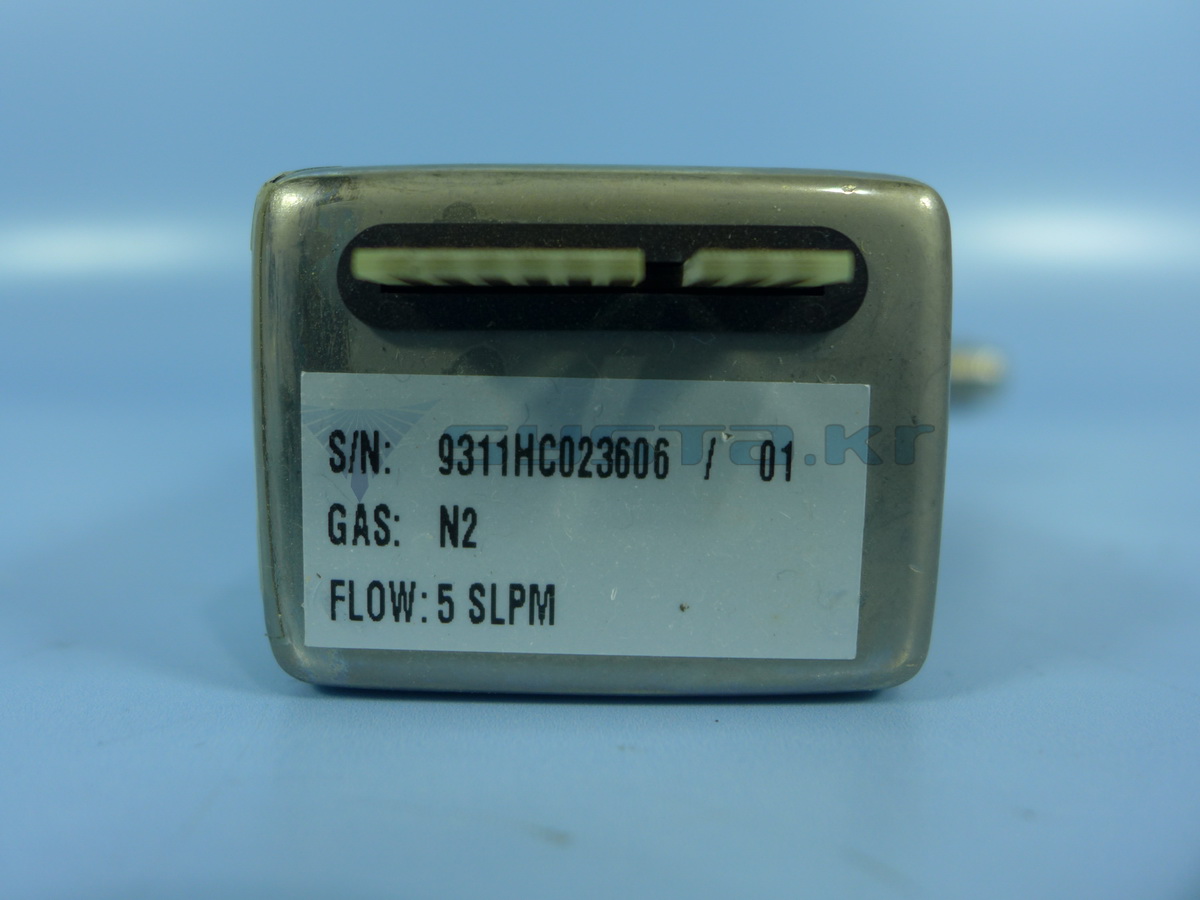 S/N: 9311HC023606 / 01
GAS: N2
FLOW: 5 SLPM